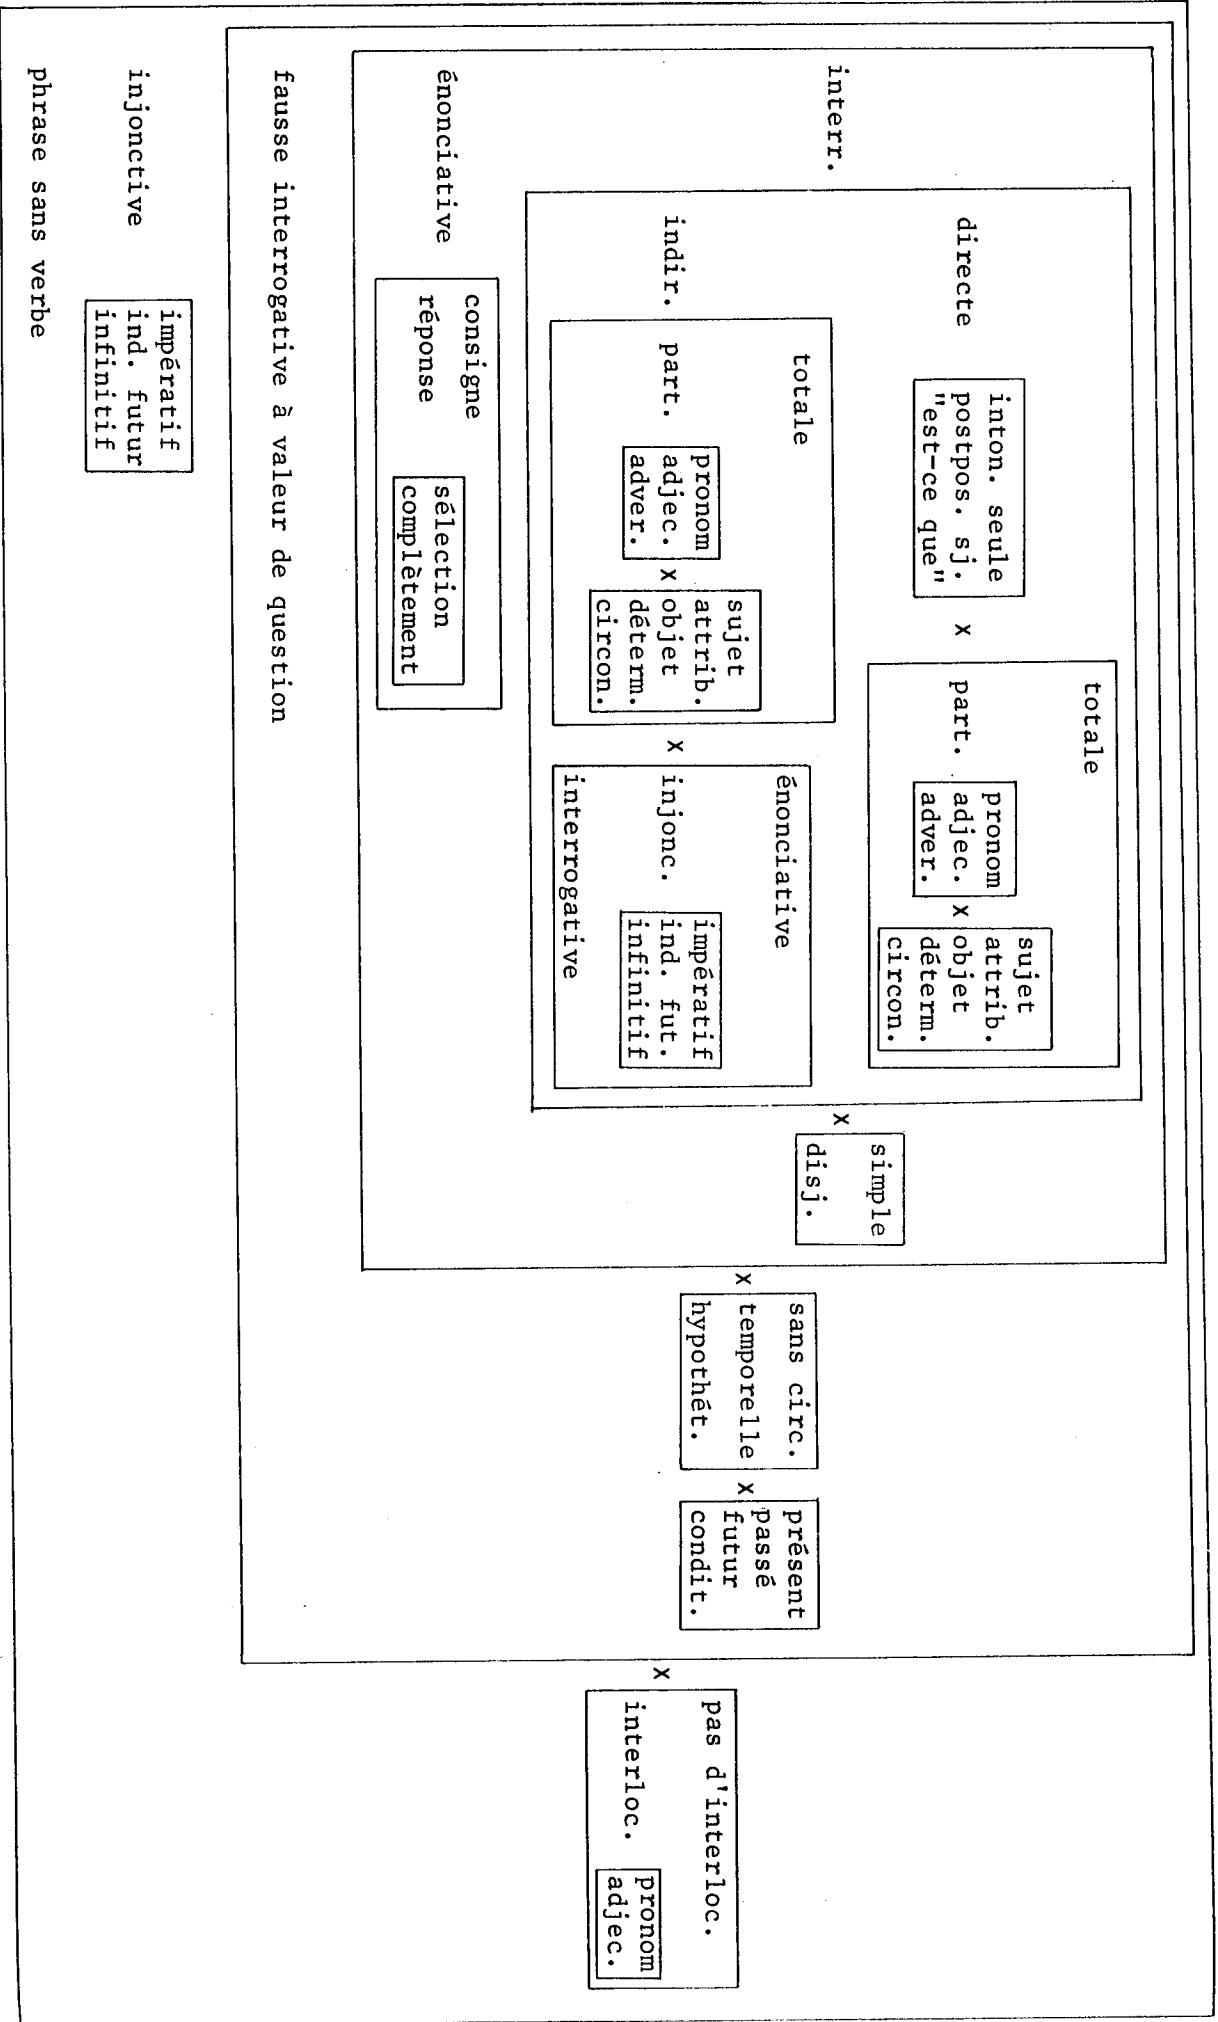 interr.
directe
inton. seule
postpos. sj.
"est-ce que"
x
totale
part.
pronom
adjec.
adver.
x
sujet
attrib.
objet
déterm.
circon.
indir.
totale
part.
pronom
adjec.
adver.
x
sujet
attrib.
objet
déterm.
circon.
x
énonciative
injonc.
impératif
ind. fut.
infinitif
interrogative
x
simple
disj.
énonciative
consigne
réponse
sélection
complètement
x
sans circ.
temporelle
hypothét.
x
présent
passé
futur
condit.
fausse interrogative à valeur de question
x
pas d'interloc.
interloc.
pronom
adjec.
injonctive
impératif
ind. futur
infinitif
phrase sans verbe